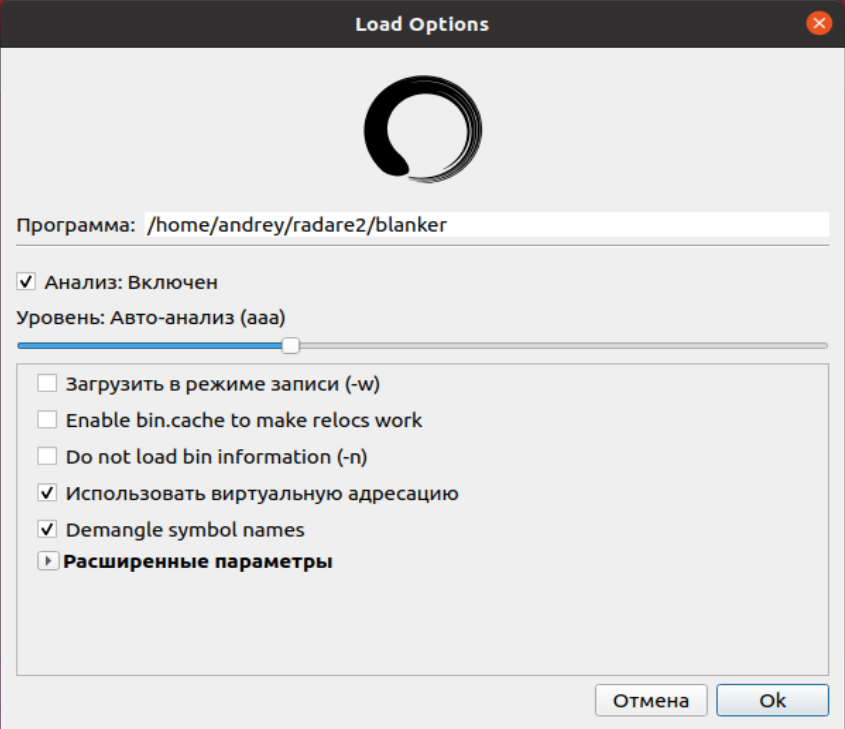 Load Options
Программа: /home/andrey/radare2/blanker
Анализ: Включен
Уровень: Авто-анализ (aaa)
Загрузить в режиме записи (-w)
Enable bin.cache to make relocs work
Do not load bin information (-n)
Использовать виртуальную адресацию
Demangle symbol names
Расширенные параметры
Отмена Ok